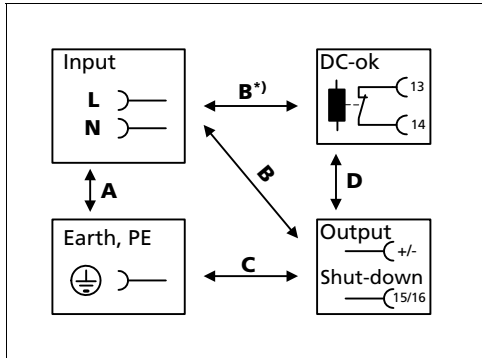 Input
L
N
B*)
DC-ok
13
14
A
B
D
Earth, PE
C
Output
+/-
Shut-down
15/16